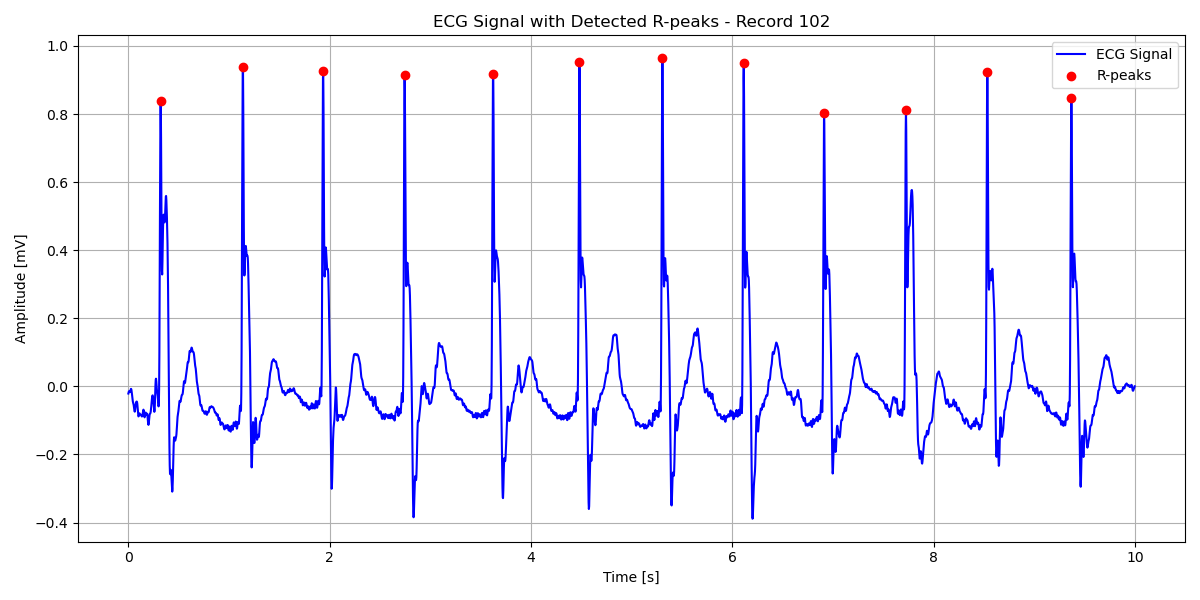 ECG Signal with Detected R-peaks - Record 102
ECG Signal
R-peaks
Amplitude [mV]
1.0
0.8
0.6
0.4
0.2
0.0
−0.2
−0.4
0 2 4 6 8 10
Time [s]